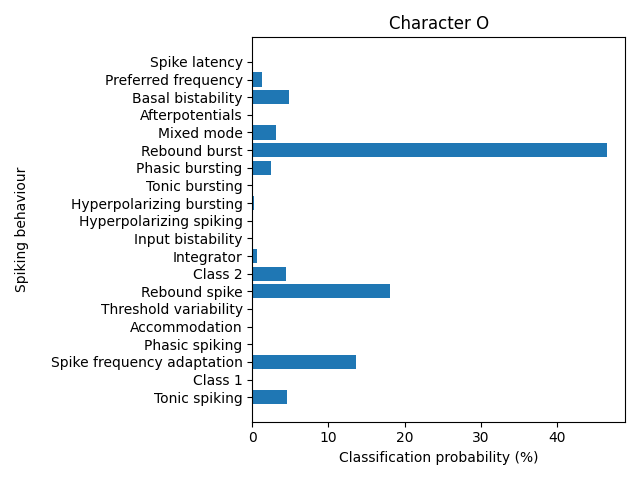 Character O
Spike latency
Preferred frequency
Basal bistability
Afterpotentials
Mixed mode
Rebound burst
Phasic bursting
Tonic bursting
Hyperpolarizing bursting
Hyperpolarizing spiking
Input bistability
Integrator
Class 2
Rebound spike
Threshold variability
Accommodation
Phasic spiking
Spike frequency adaptation
Class 1
Tonic spiking
Spiking behaviour
0 10 20 30 40
Classification probability (%)